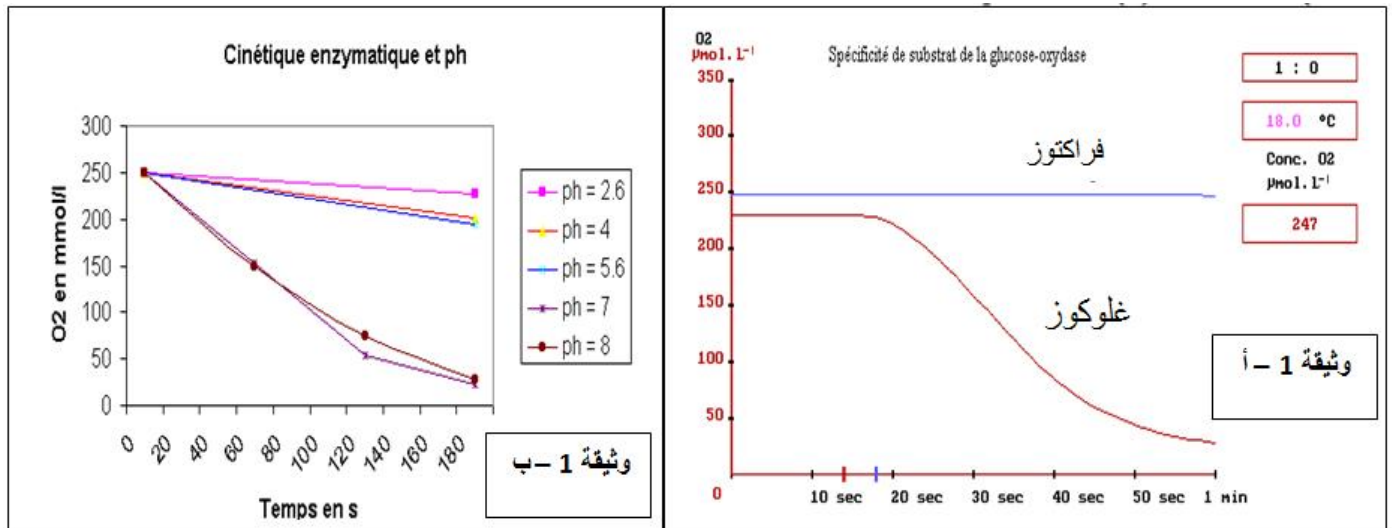 Cinétique enzymatique et ph
O2 en mmol/l
300
250
200
150
100
50
0
0 20 40 60 80 100 120 140 160 180
Temps en s
ph = 2.6
ph = 4
ph = 5.6
ph = 7
ph = 8
وثيقة 1 – ب
O2
µmol.l-1
Spécificité de substrat de la glucose-oxydase
350
300
250
200
150
100
50
0
10 sec 20 sec 30 sec 40 sec 50 sec 1 min
فراكتوز
غلوكوز
1 : 0
18.0 °C
Conc. O2
µmol.l-1
247
وثيقة 1 – أ